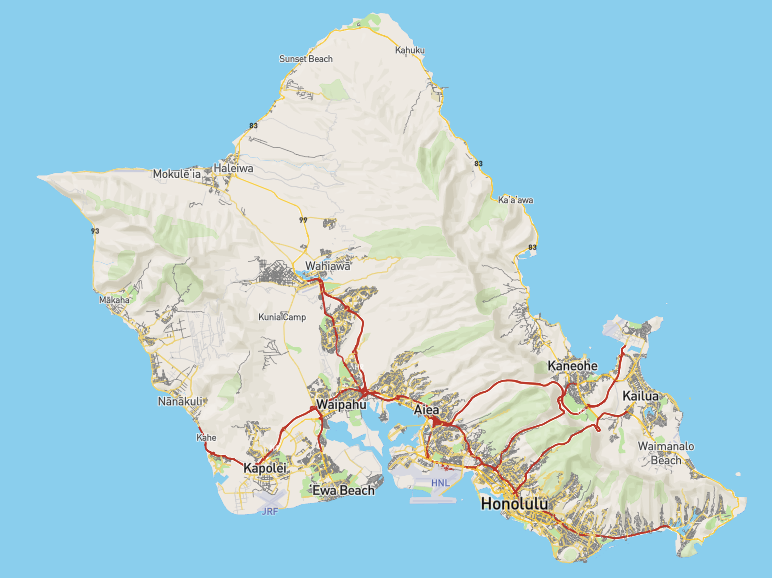 Kahuku
Sunset Beach
83
83
Haleiwa
Mokulē‘ia
Ka‘a‘awa
99
93
83
Wahiawā
Mākaha
Kunia Camp
Kaneohe
Kailua
Nānākuli
Waipahu
Aiea
Kahe
Waimanalo
Beach
Kapolei
HNL
Ewa Beach
Honolulu
JRF